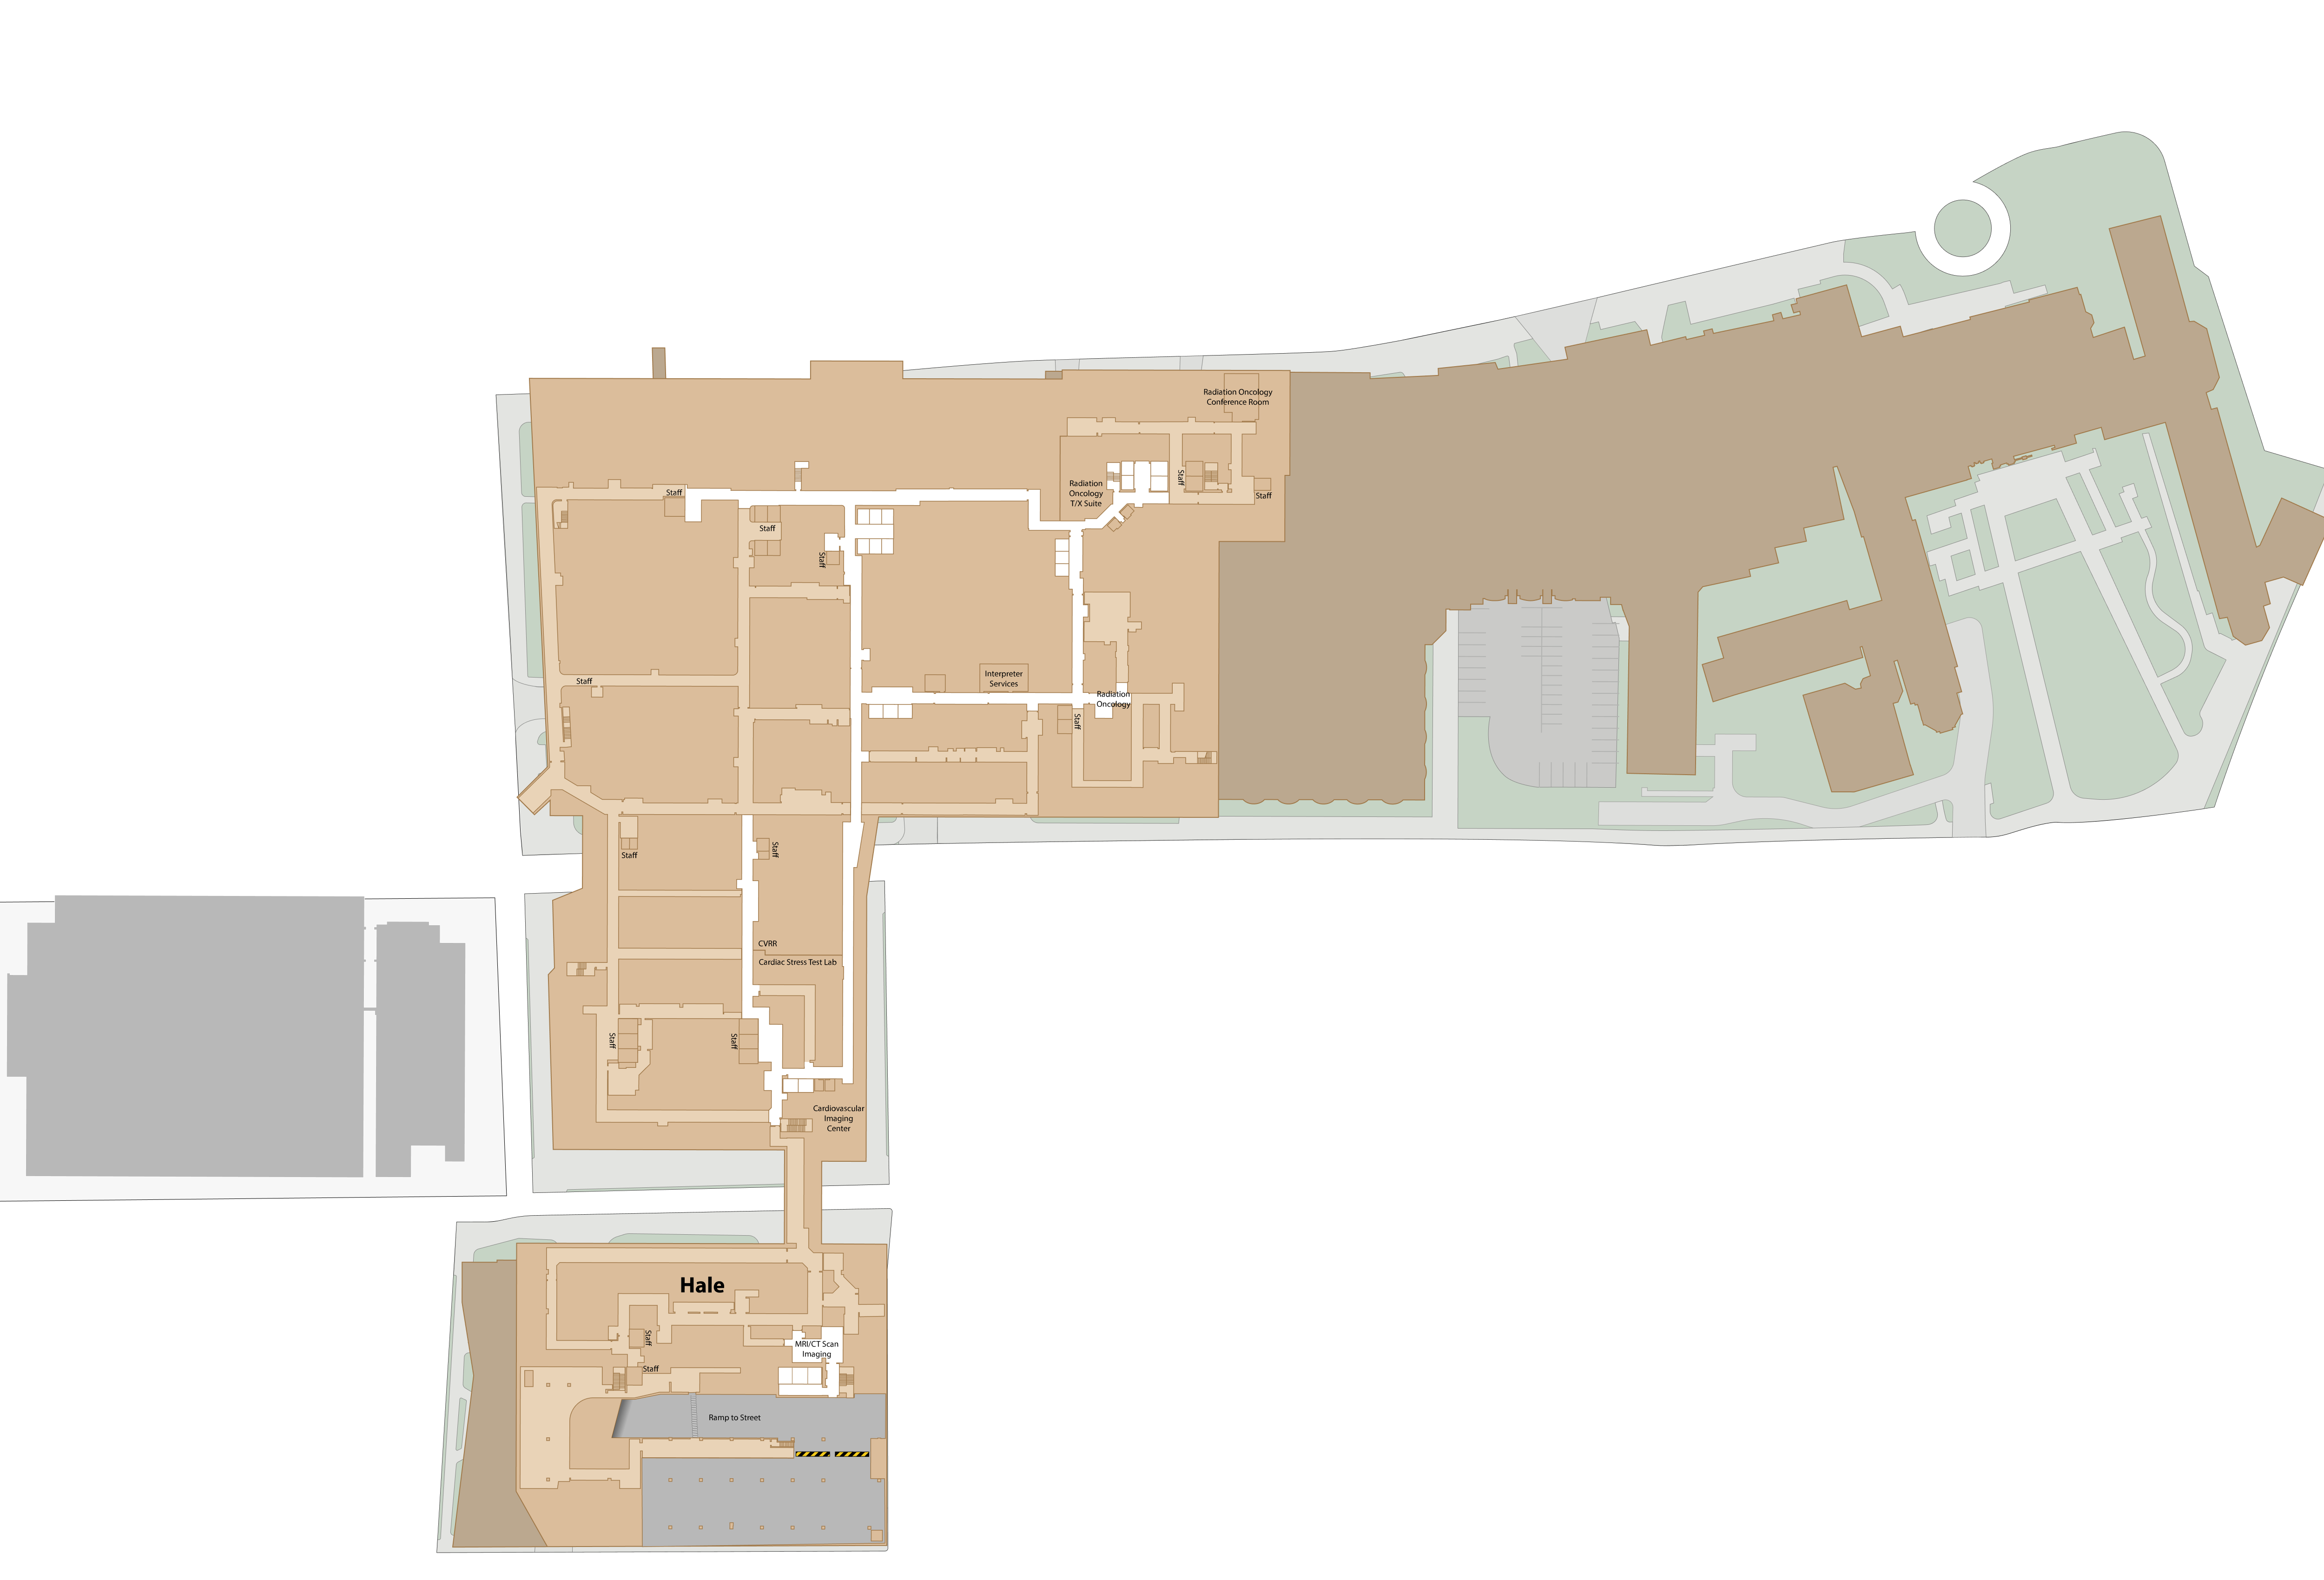 Radiation Oncology
Conference Room
Staff
Radiation
Oncology
T/X Suite
Staff
Staff
Staff
Staff
Interpreter
Services
Staff
Radiation
Oncology
Staff
Staff
Staff
CVRR
Cardiac Stress Test Lab
Staff
Staff
Cardiovascular
Imaging
Center
Hale
Staff
MRI/CT Scan
Imaging
Staff
Ramp to Street